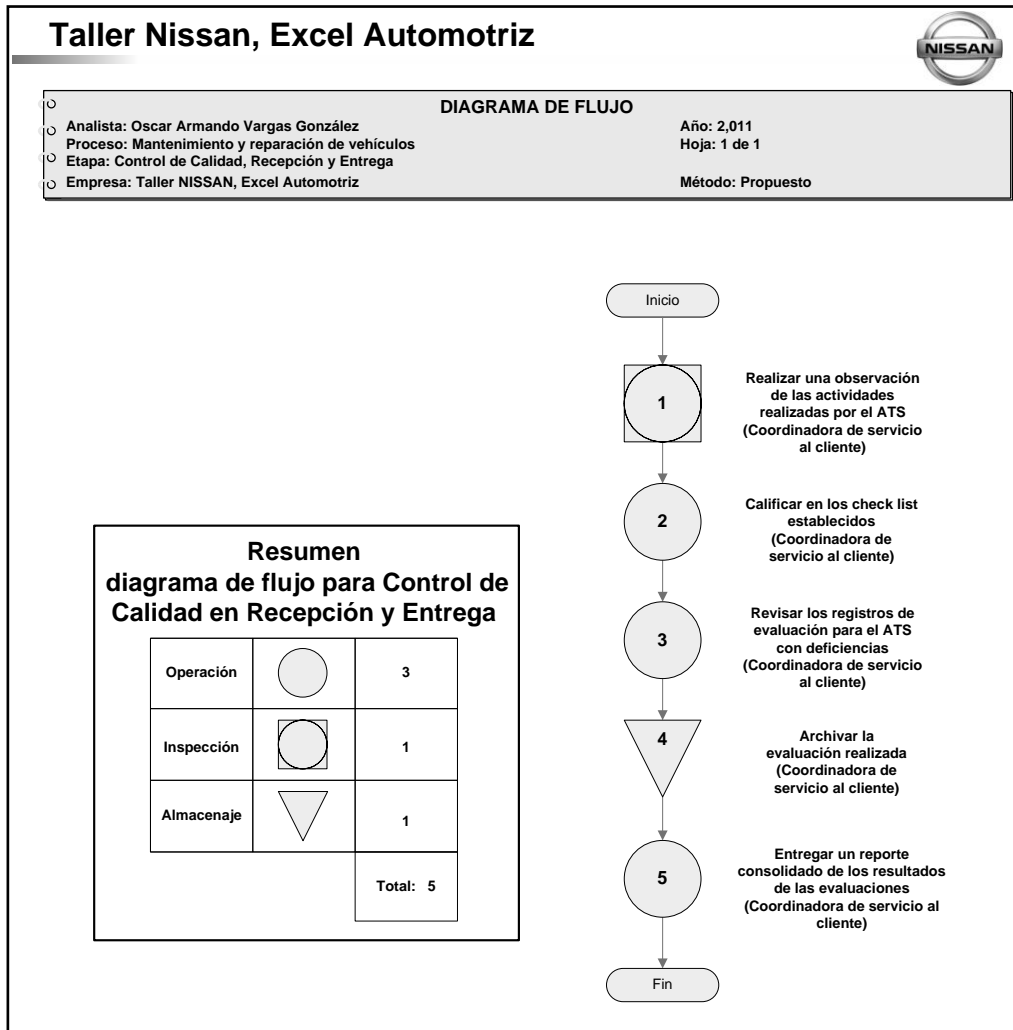 Taller Nissan, Excel Automotriz
NISSAN
DIAGRAMA DE FLUJO
Analista: Oscar Armando Vargas González
Año: 2,011
Proceso: Mantenimiento y reparación de vehículos
Hoja: 1 de 1
Etapa: Control de Calidad, Recepción y Entrega
Empresa: Taller NISSAN, Excel Automotriz
Método: Propuesto
Inicio
1
Realizar una observación
de las actividades
realizadas por el ATS
(Coordinadora de servicio
al cliente)
2
Calificar en los check list
establecidos
(Coordinadora de
servicio al cliente)
3
Revisar los registros de
evaluación para el ATS
con deficiencias
(Coordinadora de servicio
al cliente)
4
Archivar la
evaluación realizada
(Coordinadora de
servicio al cliente)
5
Entregar un reporte
consolidado de los resultados
de las evaluaciones
(Coordinadora de servicio al
cliente)
Fin
Resumen
diagrama de flujo para Control de
Calidad en Recepción y Entrega
Operación 3
Inspección 1
Almacenaje 1
Total: 5